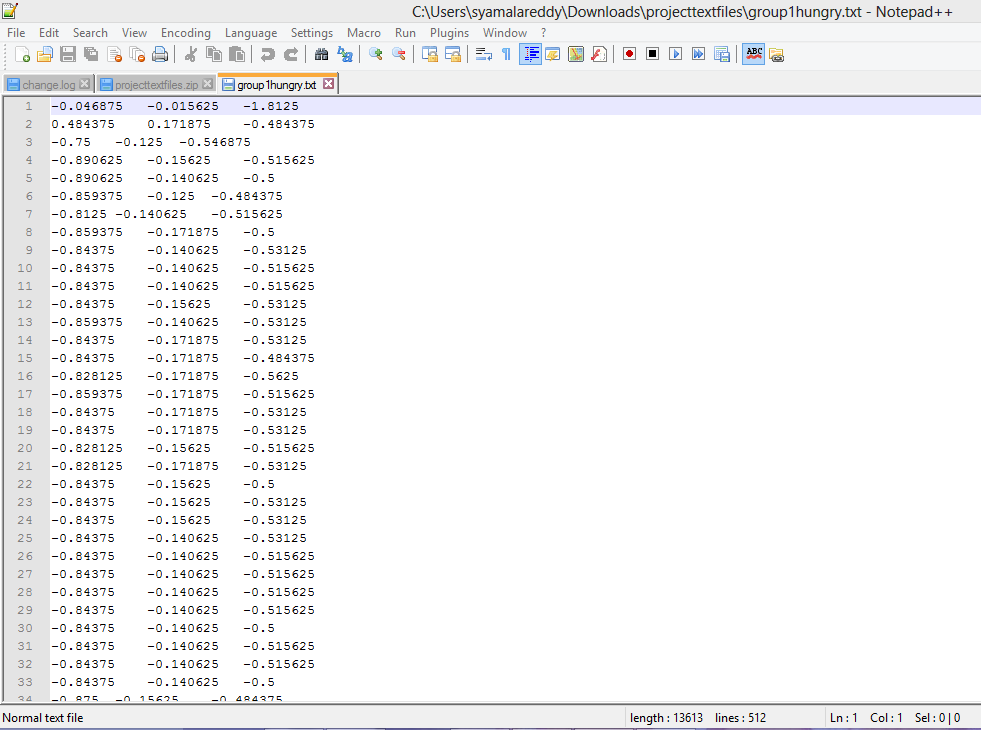 C:\Users\syamalareddy\Downloads\projecttextfiles\group1hungry.txt - Notepad++
File Edit Search View Encoding Language Settings Macro Run Plugins Window ?
ABC
change.log projecttextfiles.zip group1hungry.txt
1 -0.046875 -0.015625 -1.8125
2 0.484375 0.171875 -0.484375
3 -0.75 -0.125 -0.546875
4 -0.890625 -0.15625 -0.515625
5 -0.890625 -0.140625 -0.5
6 -0.859375 -0.125 -0.484375
7 -0.8125 -0.140625 -0.515625
8 -0.859375 -0.171875 -0.5
9 -0.84375 -0.140625 -0.53125
10 -0.84375 -0.140625 -0.515625
11 -0.84375 -0.140625 -0.515625
12 -0.84375 -0.15625 -0.53125
13 -0.859375 -0.140625 -0.53125
14 -0.84375 -0.171875 -0.53125
15 -0.84375 -0.171875 -0.484375
16 -0.828125 -0.171875 -0.5625
17 -0.859375 -0.171875 -0.515625
18 -0.84375 -0.171875 -0.53125
19 -0.84375 -0.171875 -0.53125
20 -0.828125 -0.15625 -0.515625
21 -0.828125 -0.171875 -0.53125
22 -0.84375 -0.15625 -0.5
23 -0.84375 -0.15625 -0.53125
24 -0.84375 -0.15625 -0.53125
25 -0.84375 -0.140625 -0.53125
26 -0.84375 -0.140625 -0.515625
27 -0.84375 -0.140625 -0.515625
28 -0.84375 -0.140625 -0.515625
29 -0.84375 -0.140625 -0.515625
30 -0.84375 -0.140625 -0.5
31 -0.84375 -0.140625 -0.515625
32 -0.84375 -0.140625 -0.515625
33 -0.84375 -0.140625 -0.5
34 -0.875 -0.15625 -0.484375
Normal text file length : 13613 lines : 512 Ln : 1 Col : 1 Sel : 0 | 0